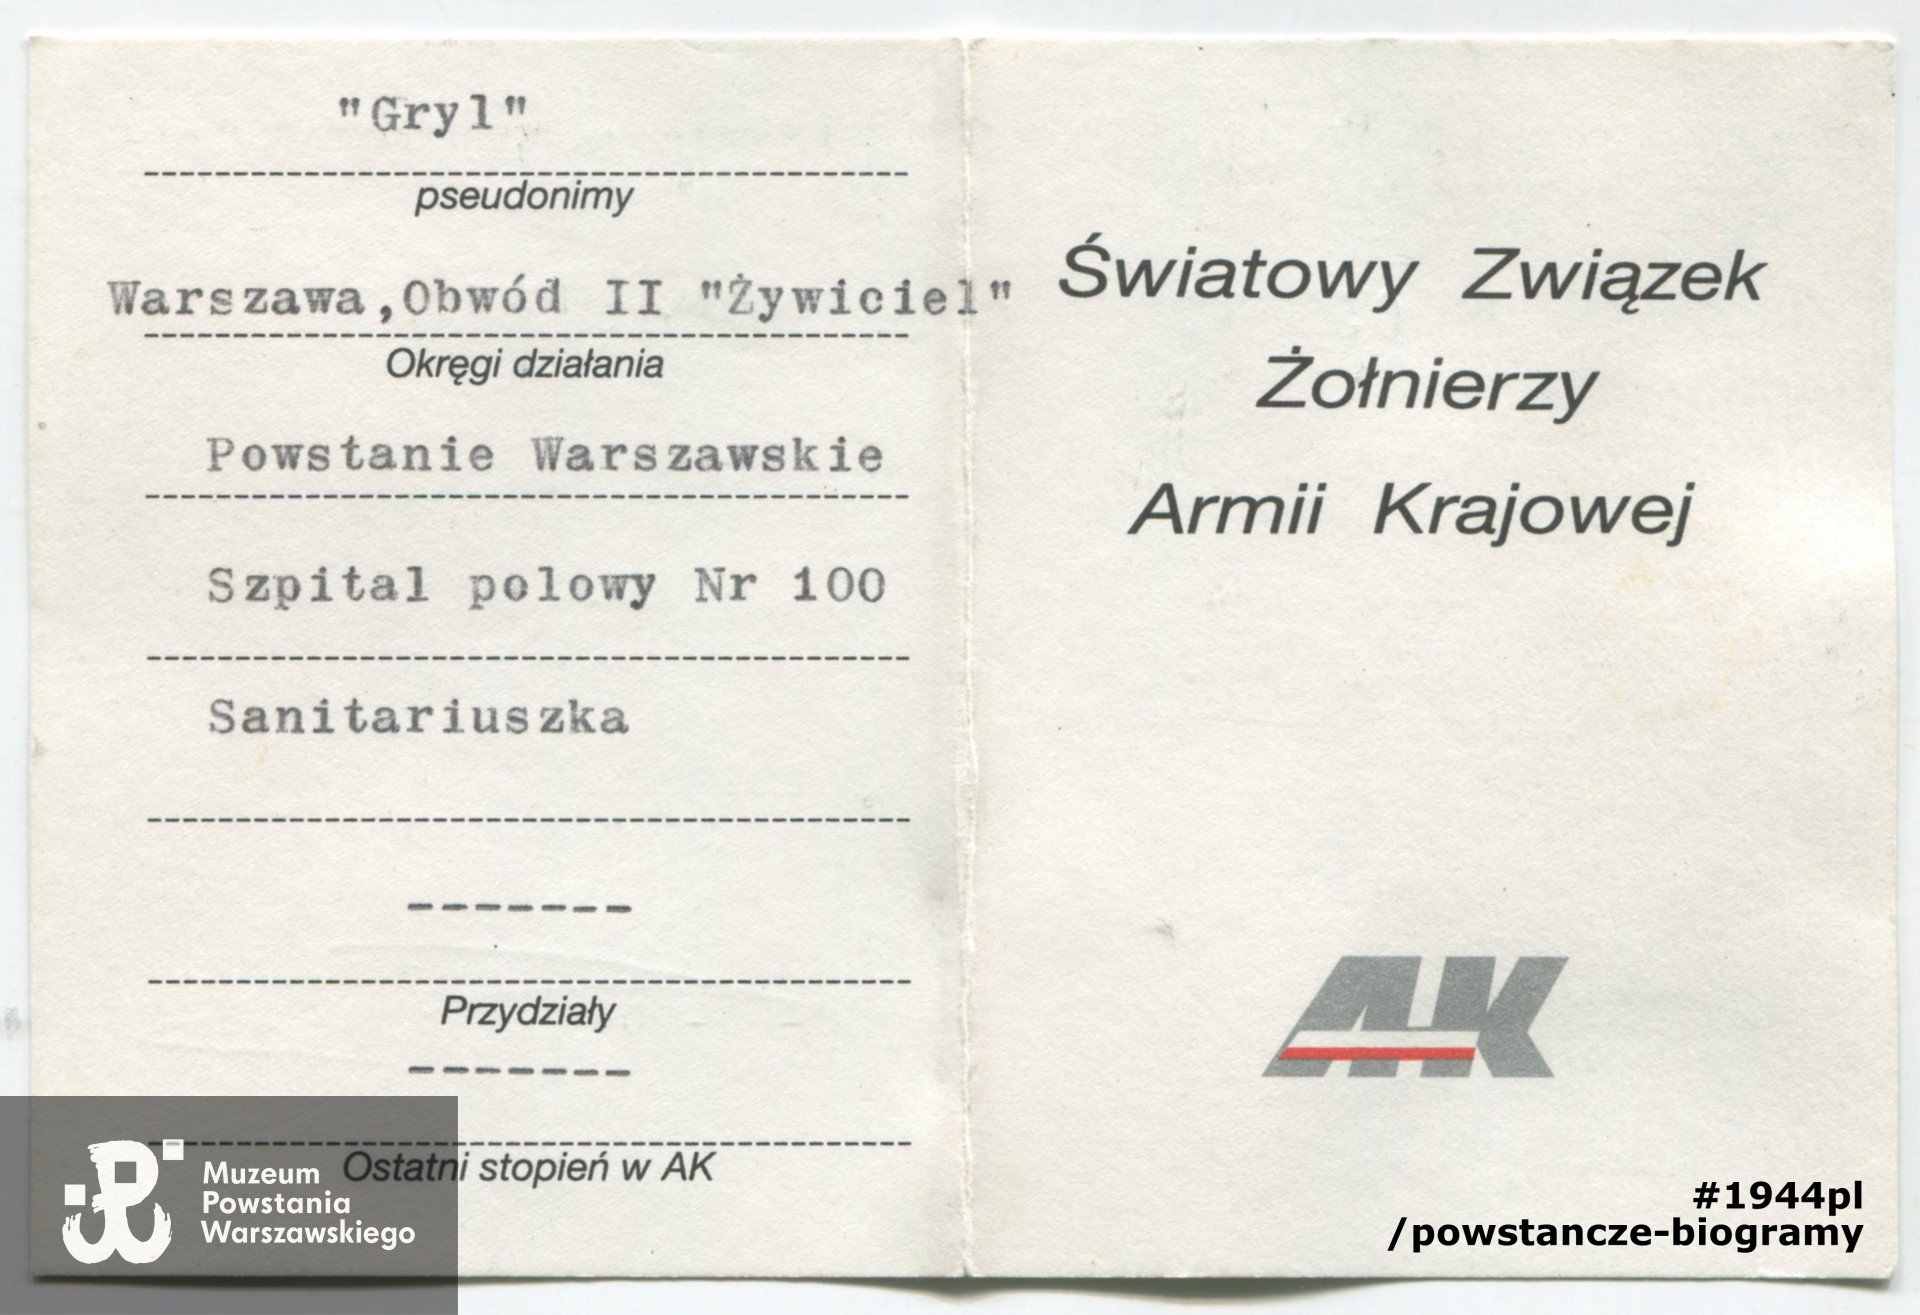 "Gryl"
pseudonimy
Warszawa,Obwód II "Żywiciel"
Okręgi działania
Powstanie Warszawskie
Szpital polowy Nr 100
Sanitariuszka
-------
Przydziały
-------
Ostatni stopień w AK
Światowy Związek
Żołnierzy
Armii Krajowej
AK
Muzeum
Powstania
Warszawskiego
#1944pl
/powstancze-biogramy